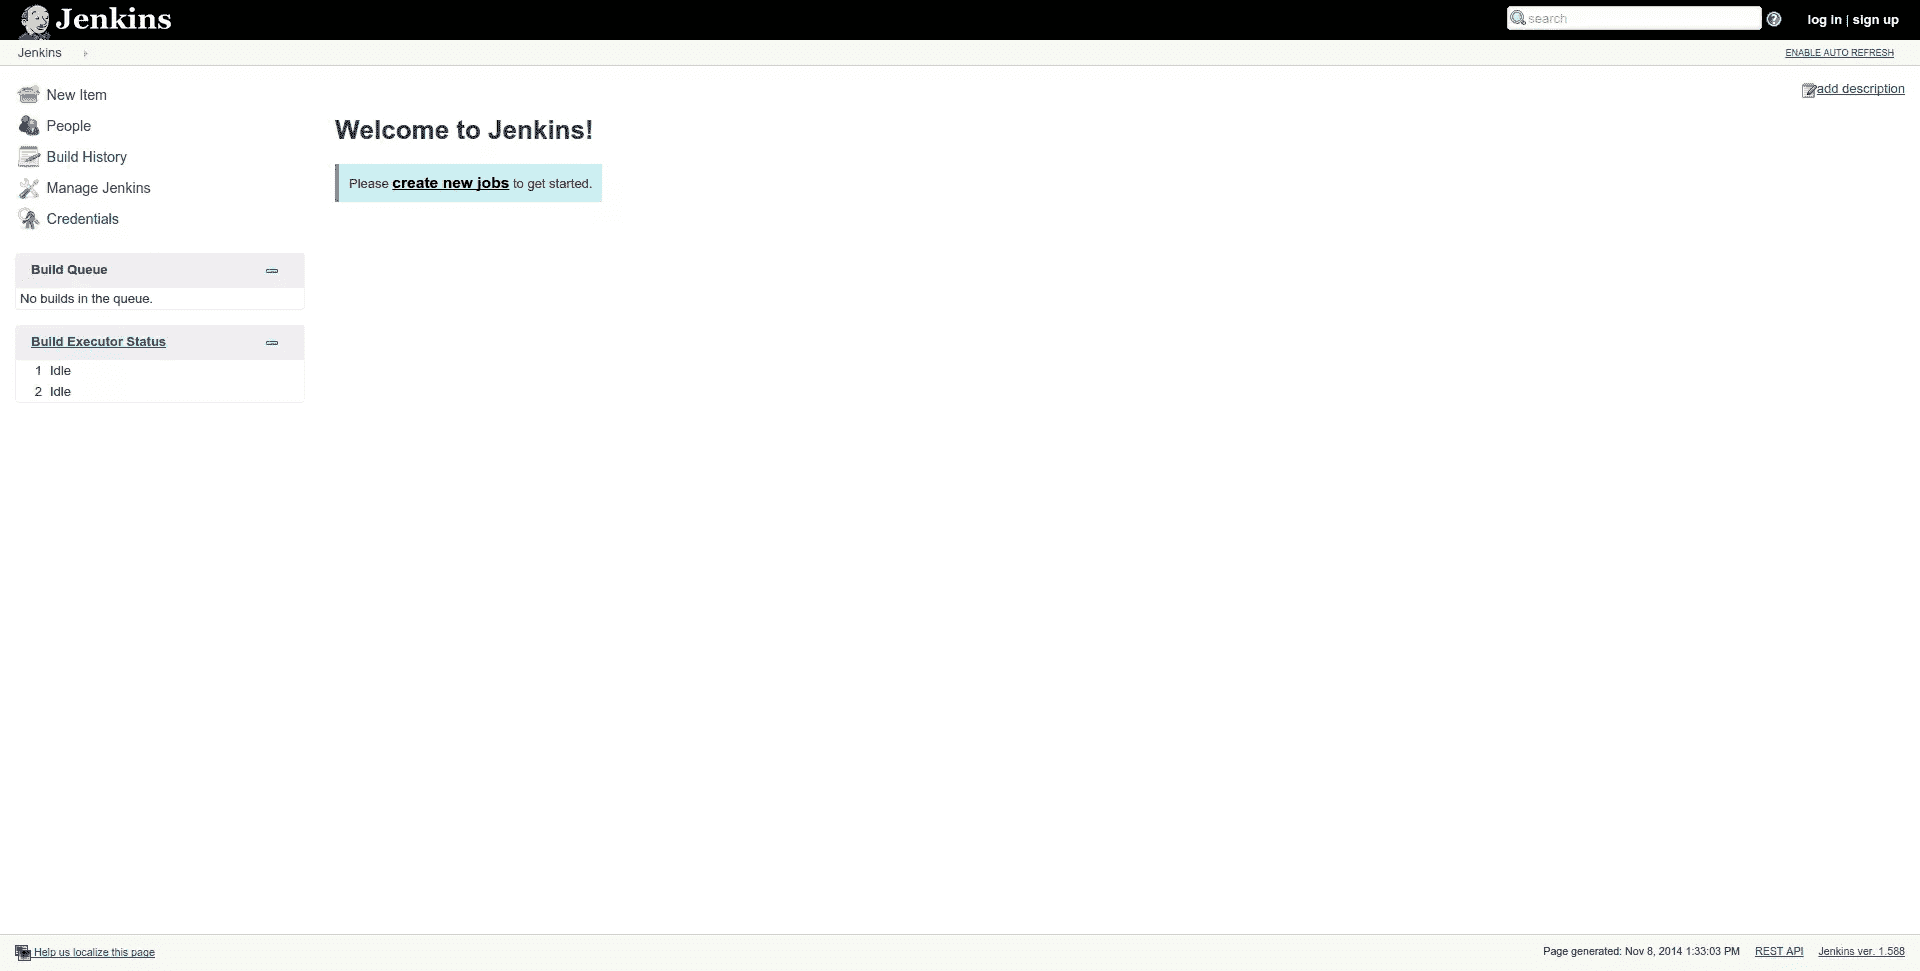 Jenkins
search
log in | sign up
Jenkins
ENABLE AUTO REFRESH
add description
New Item
People
Build History
Manage Jenkins
Credentials
Welcome to Jenkins!
Please create new jobs to get started.
Build Queue
No builds in the queue.
Build Executor Status
1 Idle
2 Idle
Help us localize this page
Page generated: Nov 8, 2014 1:33:03 PM REST API Jenkins ver. 1.588